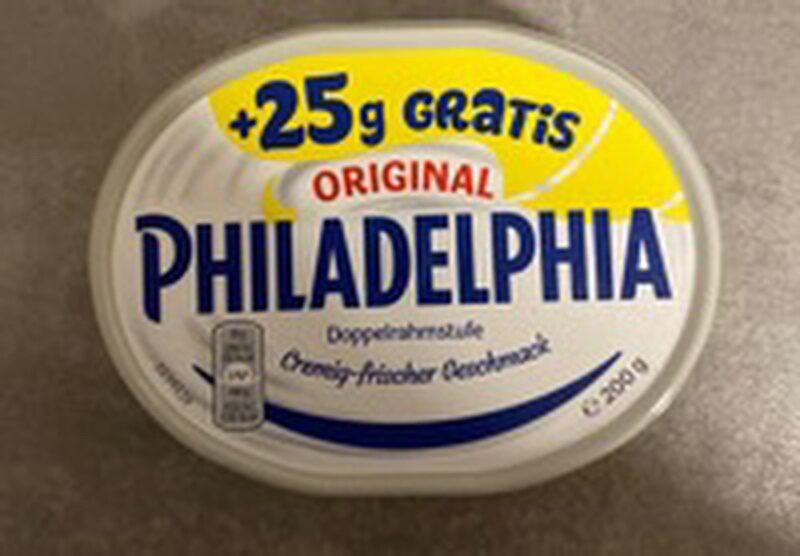 +25g GRATiS
ORIGINAL
PHILADELPHIA
Doppelrahmstufe
Cremig-frischer Geschmack
℮ 200 g